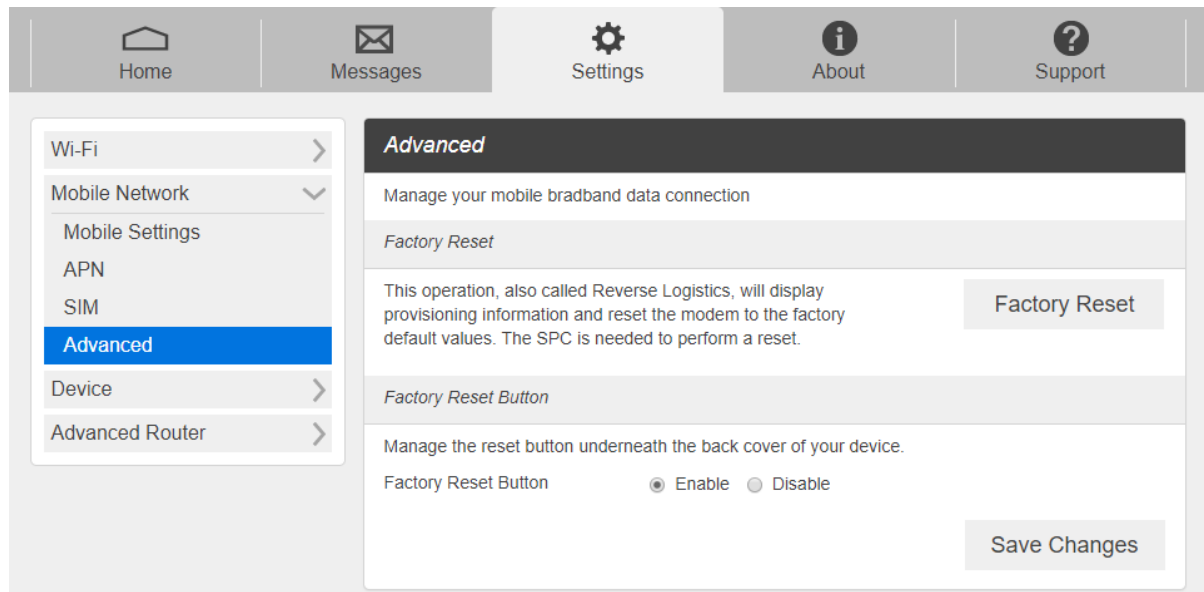 Home
Messages
Settings
About
Support
Wi-Fi
Mobile Network
Mobile Settings
APN
SIM
Advanced
Device
Advanced Router
Advanced
Manage your mobile bradband data connection
Factory Reset
This operation, also called Reverse Logistics, will display
provisioning information and reset the modem to the factory
default values. The SPC is needed to perform a reset.
Factory Reset
Factory Reset Button
Manage the reset button underneath the back cover of your device.
Factory Reset Button Enable Disable
Save Changes